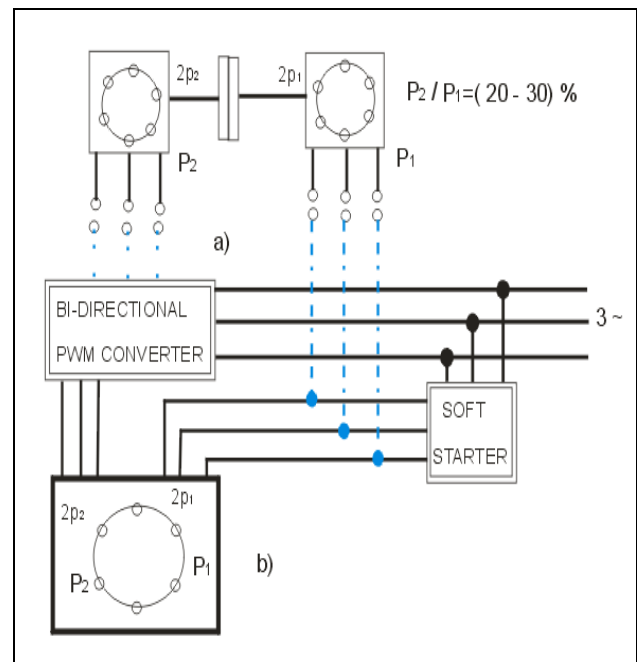 2p₂
2p₁
P₂ / P₁=( 20 - 30) %
P₂
P₁
a)
BI-DIRECTIONAL
PWM CONVERTER
3 ~
SOFT
STARTER
2p₂
2p₁
P₂
P₁
b)